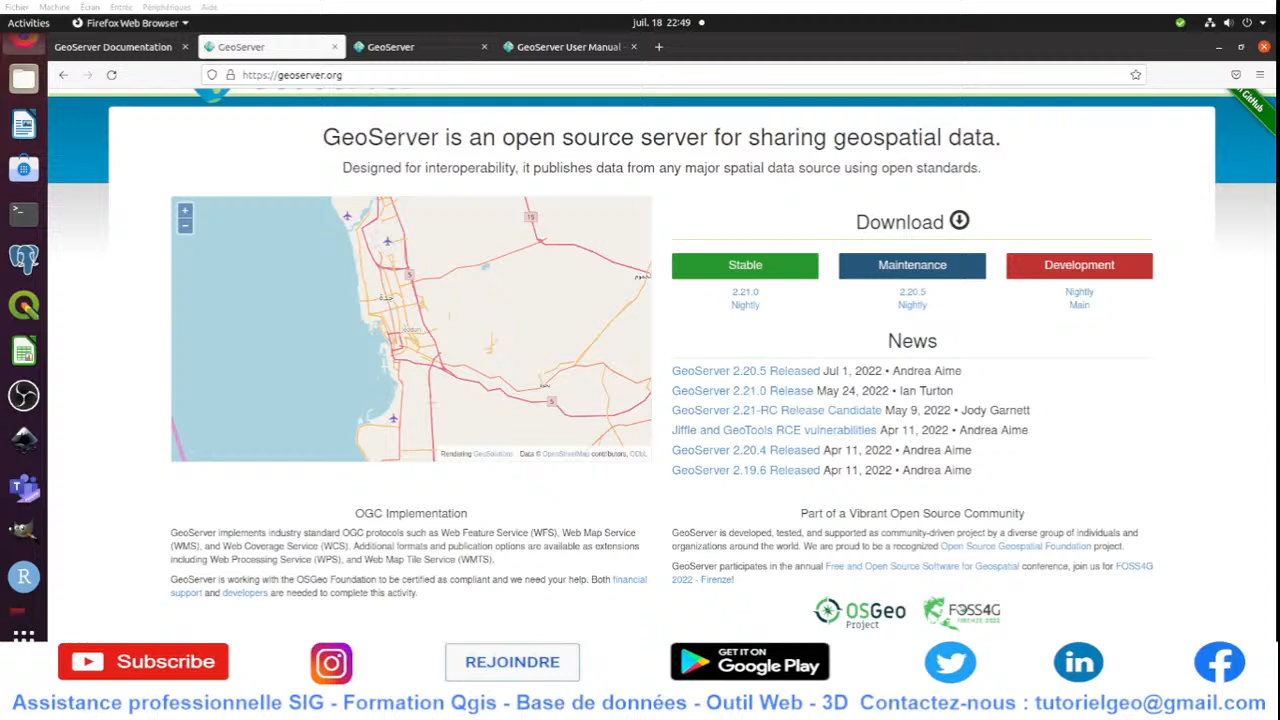 Fichier Machine Écran Entrée Périphériques Aide
Activities Firefox Web Browser juil. 18 22:49
GeoServer Documentation GeoServer GeoServer GeoServer User Manual
https://geoserver.org
GitHub
GeoServer is an open source server for sharing geospatial data.
Designed for interoperability, it publishes data from any major spatial data source using open standards.
+
−
15
5
جدة
بحرة
5
Rendering GeoSolutions Data © OpenStreetMap contributors, ODbL
Download
Stable Maintenance Development
2.21.0 2.20.5 Nightly
Nightly Nightly Main
News
GeoServer 2.20.5 Released Jul 1, 2022 • Andrea Aime
GeoServer 2.21.0 Release May 24, 2022 • Ian Turton
GeoServer 2.21-RC Release Candidate May 9, 2022 • Jody Garnett
Jiffle and GeoTools RCE vulnerabilities Apr 11, 2022 • Andrea Aime
GeoServer 2.20.4 Released Apr 11, 2022 • Andrea Aime
GeoServer 2.19.6 Released Apr 11, 2022 • Andrea Aime
OGC Implementation
GeoServer implements industry standard OGC protocols such as Web Feature Service (WFS), Web Map Service
(WMS), and Web Coverage Service (WCS). Additional formats and publication options are available as extensions
including Web Processing Service (WPS), and Web Map Tile Service (WMTS).
GeoServer is working with the OSGeo Foundation to be certified as compliant and we need your help. Both financial
support and developers are needed to complete this activity.
Part of a Vibrant Open Source Community
GeoServer is developed, tested, and supported as community-driven project by a diverse group of individuals and
organizations around the world. We are proud to be a recognized Open Source Geospatial Foundation project.
GeoServer participates in the annual Free and Open Source Software for Geospatial conference, join us for FOSS4G
2022 - Firenze!
OSGeo
Project
FOSS4G
FIRENZE 2022
Subscribe
REJOINDRE
GET IT ON
Google Play
Assistance professionnelle SIG - Formation Qgis - Base de données - Outil Web - 3D Contactez-nous : tutorielgeo@gmail.com